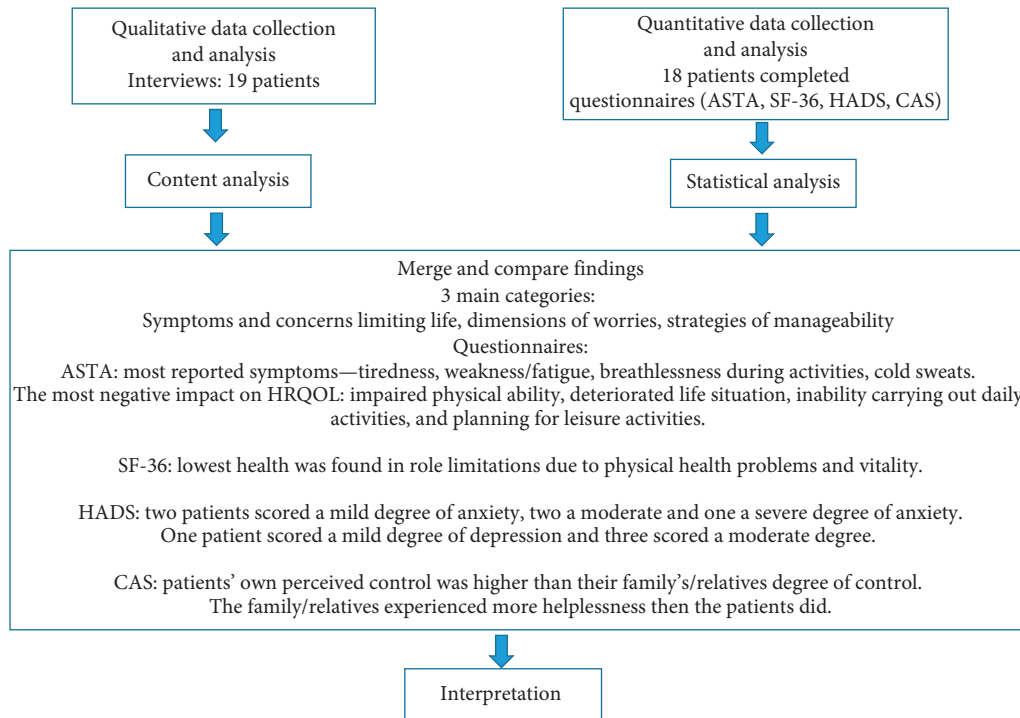 Qualitative data collection
and analysis
Interviews: 19 patients
Quantitative data collection
and analysis
18 patients completed
questionnaires (ASTA, SF-36, HADS, CAS)
Content analysis
Statistical analysis
Merge and compare findings
3 main categories:
Symptoms and concerns limiting life, dimensions of worries, strategies of manageability
Questionnaires:
ASTA: most reported symptoms—tiredness, weakness/fatigue, breathlessness during activities, cold sweats.
The most negative impact on HRQOL: impaired physical ability, deteriorated life situation, inability carrying out daily
activities, and planning for leisure activities.
SF-36: lowest health was found in role limitations due to physical health problems and vitality.
HADS: two patients scored a mild degree of anxiety, two a moderate and one a severe degree of anxiety.
One patient scored a mild degree of depression and three scored a moderate degree.
CAS: patients' own perceived control was higher than their family's/relatives degree of control.
The family/relatives experienced more helplessness then the patients did.
Interpretation